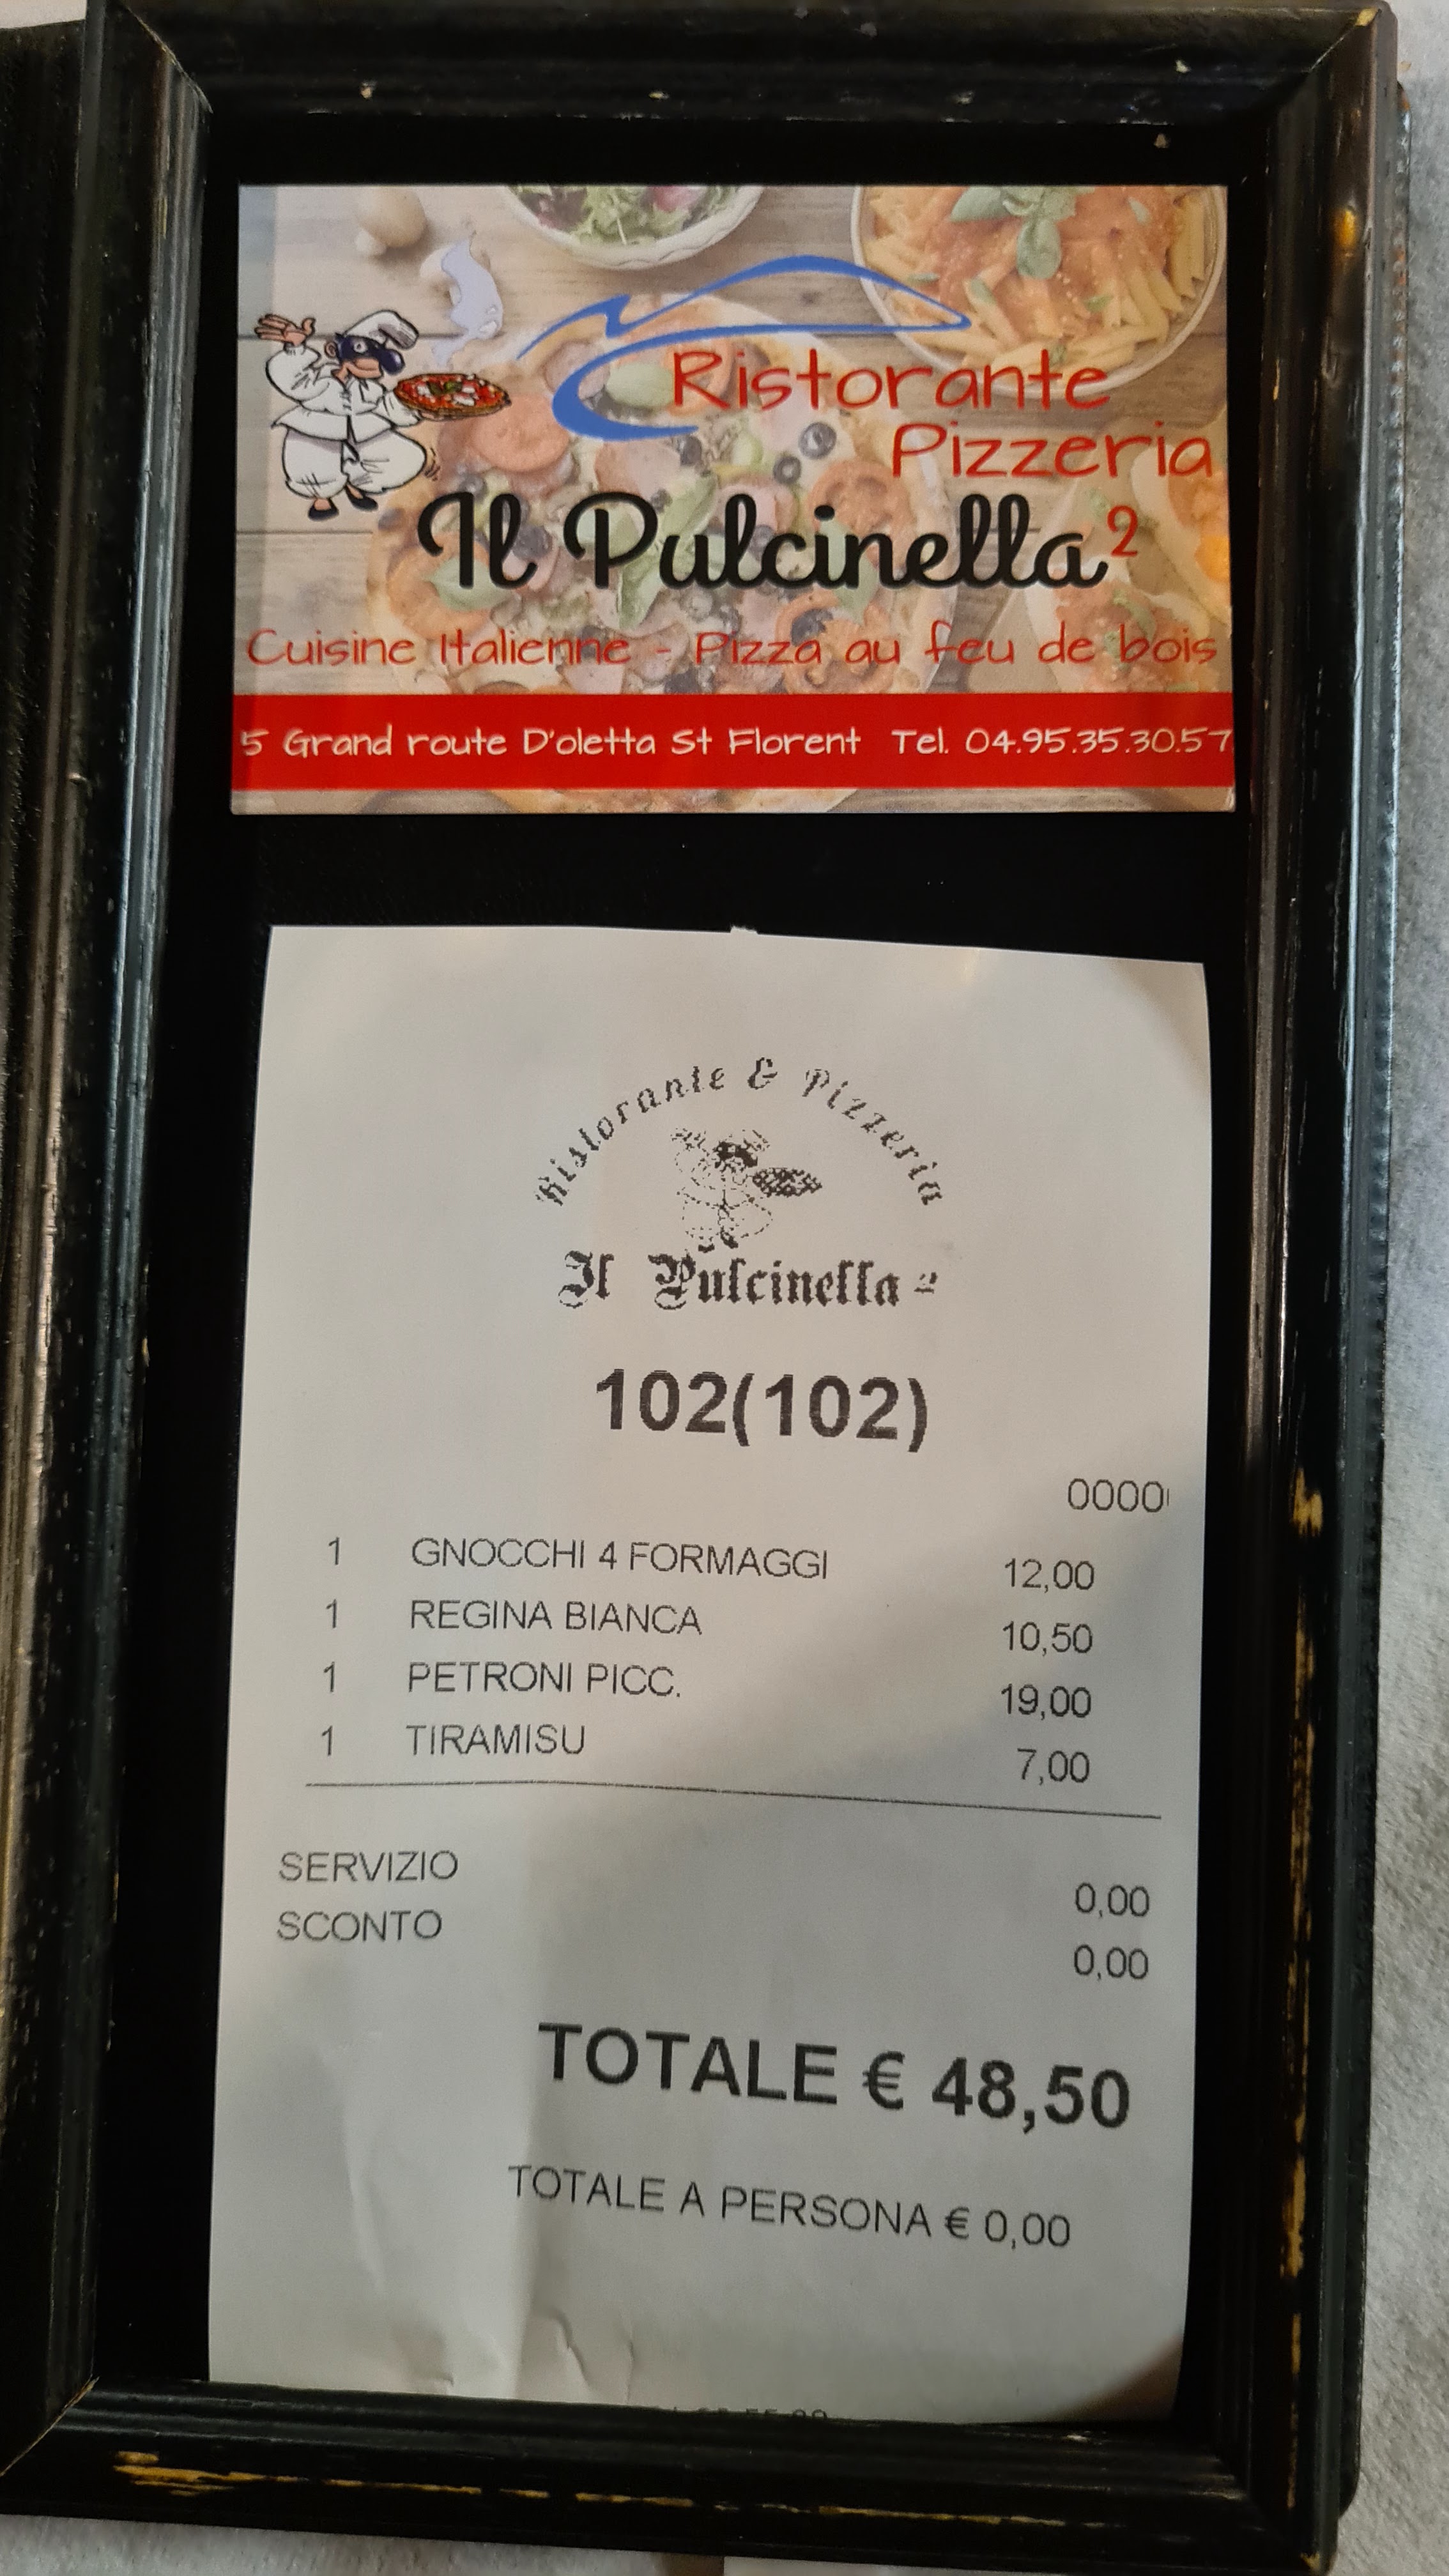 Ristorante
Pizzeria
Il Pulcinella²
Cuisine Italienne - Pizza au feu de bois
5 Grand route D'oletta St Florent Tel. 04.95.35.30.57
Ristorante & Pizzeria
Il Pulcinella 2
102(102)
0000
1 GNOCCHI 4 FORMAGGI 12,00
1 REGINA BIANCA 10,50
1 PETRONI PICC. 19,00
1 TIRAMISU 7,00
SERVIZIO 0,00
SCONTO 0,00
TOTALE € 48,50
TOTALE A PERSONA € 0,00